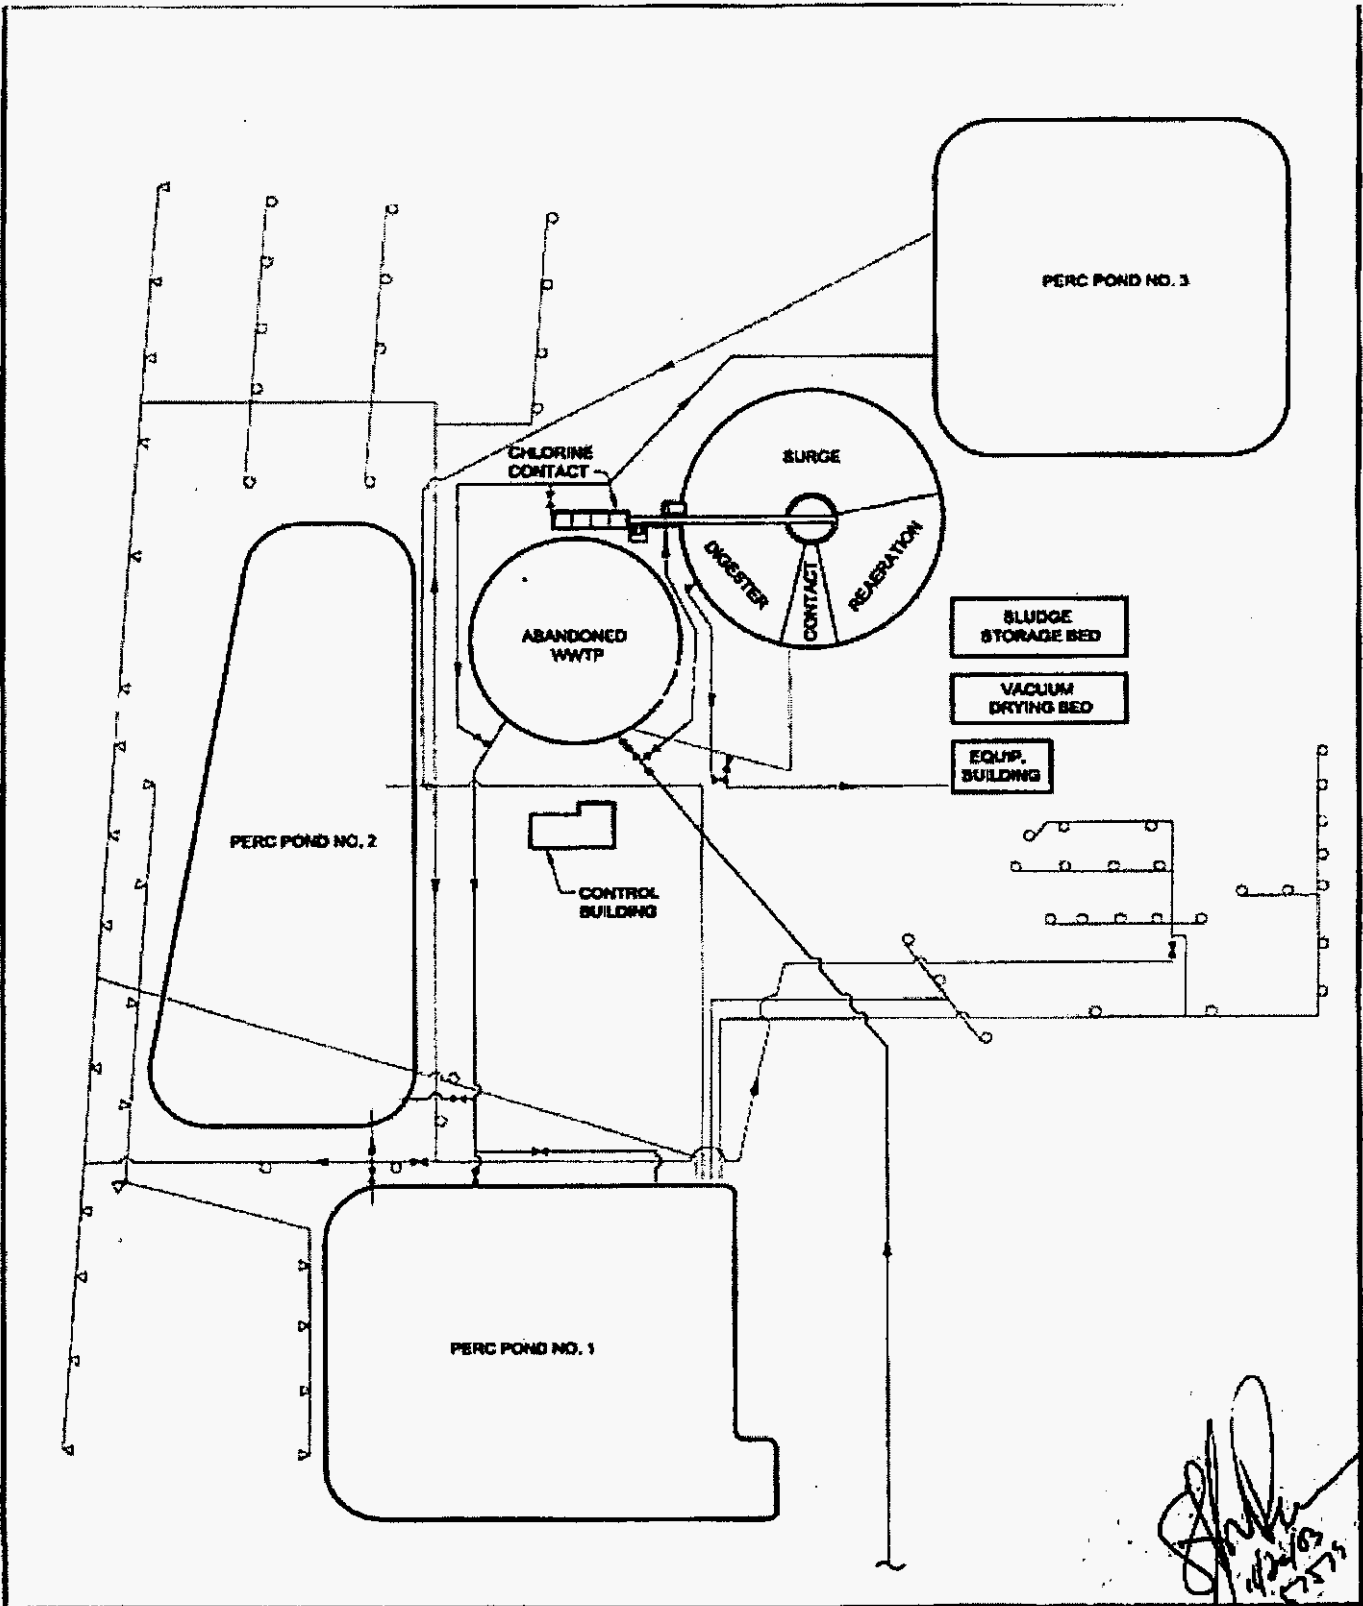 PERC POND NO. 3
SURGE
CHLORINE
CONTACT
DIGESTER
CONTACT
REAERATION
ABANDONED
WWTP
SLUDGE
STORAGE BED
VACUUM
DRYING BED
EQUIP.
BUILDING
PERC POND NO. 2
CONTROL
BUILDING
PERC POND NO. 1